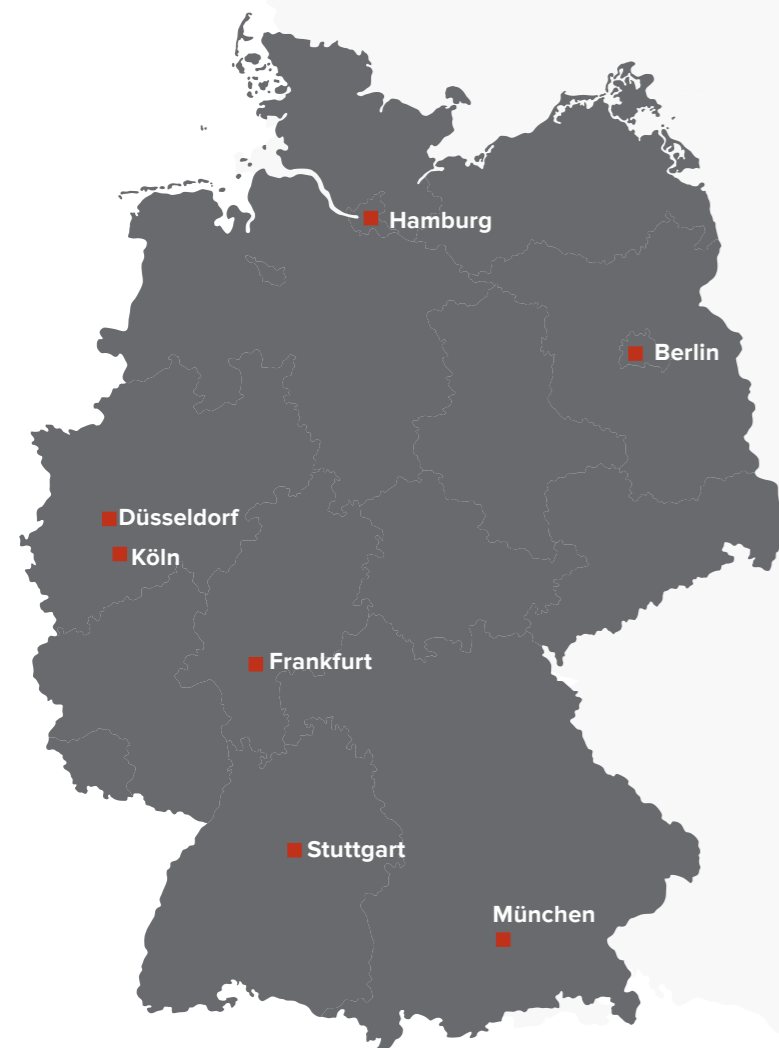 Hamburg
Berlin
Düsseldorf
Köln
Frankfurt
Stuttgart
München